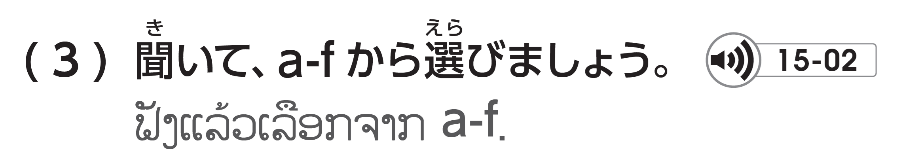 (3) 聞いて、a-fから選びましょう。 15-02
ຟັງແລ້ວເລືອກຈາກ a-f.